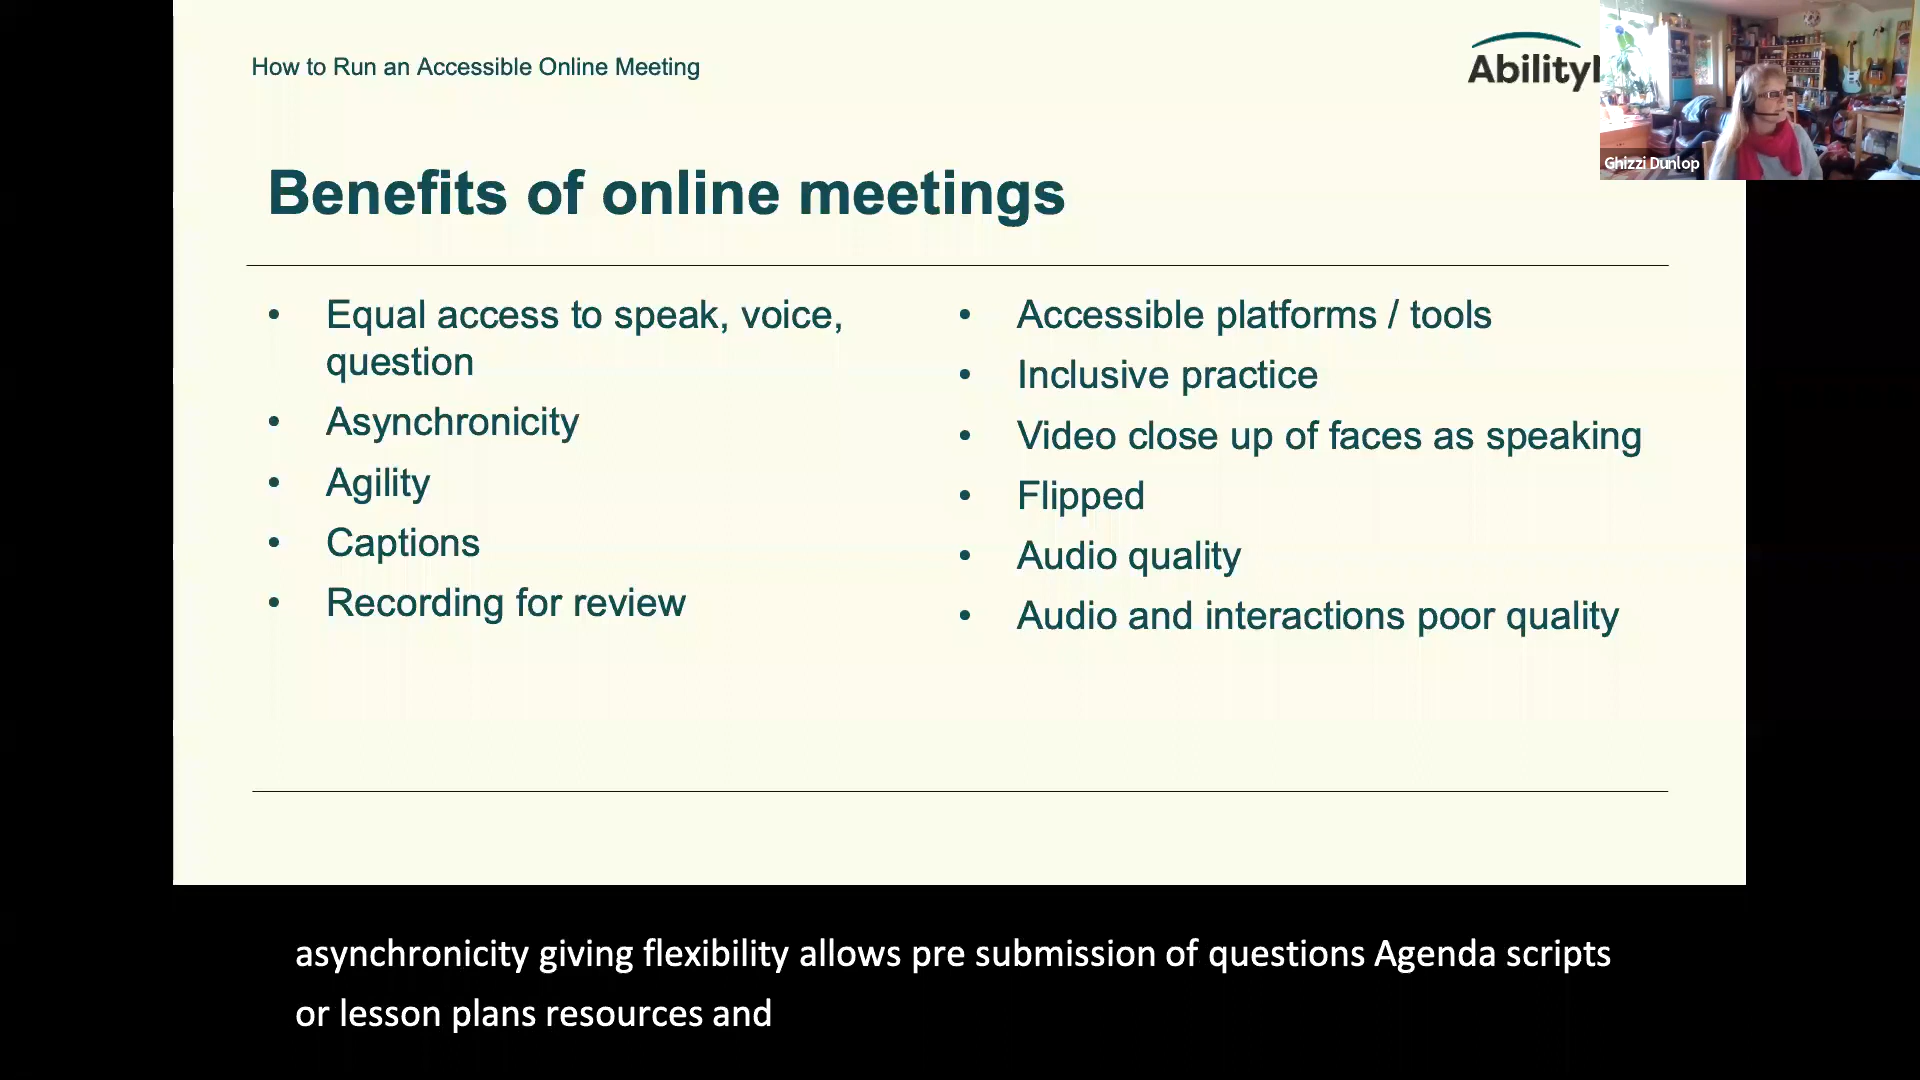 How to Run an Accessible Online Meeting
Ability
Ghizzi Dunlop
Benefits of online meetings
• Equal access to speak, voice,
question
• Asynchronicity
• Agility
• Captions
• Recording for review
• Accessible platforms / tools
• Inclusive practice
• Video close up of faces as speaking
• Flipped
• Audio quality
• Audio and interactions poor quality
asynchronicity giving flexibility allows pre submission of questions Agenda scripts
or lesson plans resources and